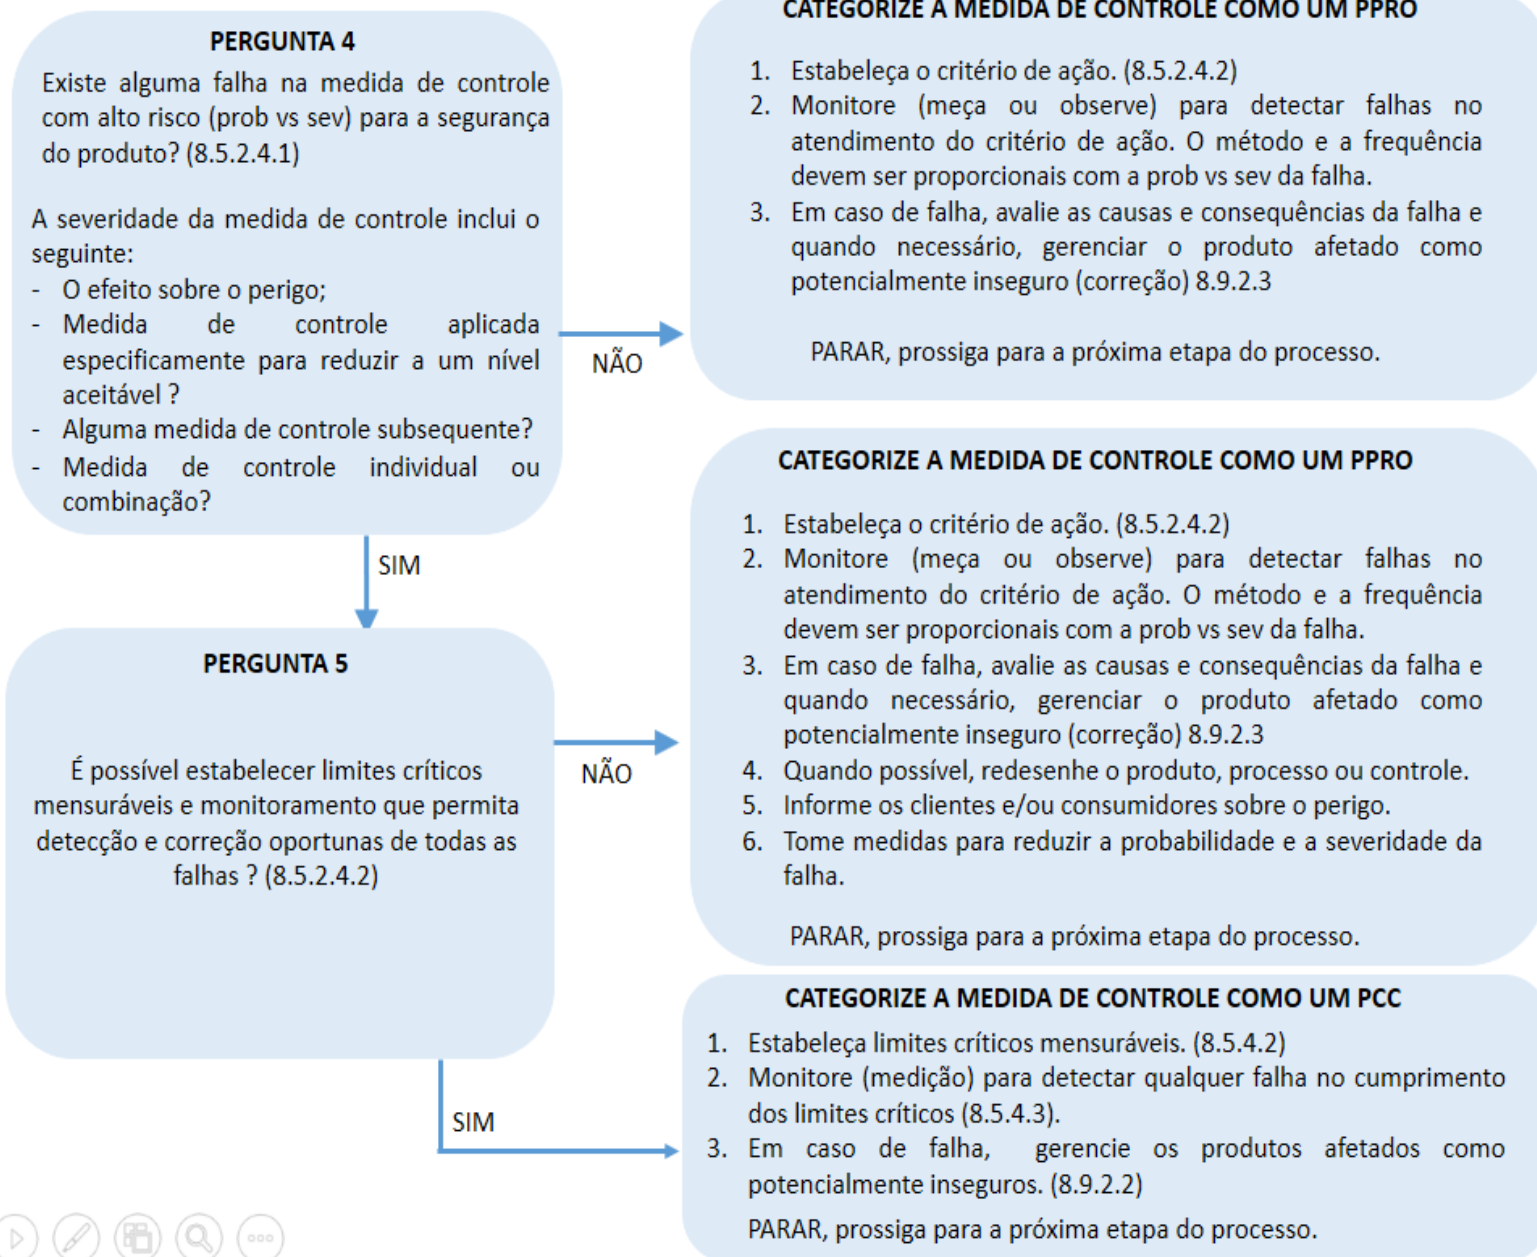 PERGUNTA 4
Existe alguma falha na medida de controle
com alto risco (prob vs sev) para a segurança
do produto? (8.5.2.4.1)
A severidade da medida de controle inclui o
seguinte:
- O efeito sobre o perigo;
- Medida de controle aplicada
especificamente para reduzir a um nível
aceitável ?
- Alguma medida de controle subsequente?
- Medida de controle individual ou
combinação?
NÃO
CATEGORIZE A MEDIDA DE CONTROLE COMO UM PPRO
1. Estabeleça o critério de ação. (8.5.2.4.2)
2. Monitore (meça ou observe) para detectar falhas no
atendimento do critério de ação. O método e a frequência
devem ser proporcionais com a prob vs sev da falha.
3. Em caso de falha, avalie as causas e consequências da falha e
quando necessário, gerenciar o produto afetado como
potencialmente inseguro (correção) 8.9.2.3
PARAR, prossiga para a próxima etapa do processo.
SIM
PERGUNTA 5
É possível estabelecer limites críticos
mensuráveis e monitoramento que permita
detecção e correção oportunas de todas as
falhas ? (8.5.2.4.2)
NÃO
CATEGORIZE A MEDIDA DE CONTROLE COMO UM PPRO
1. Estabeleça o critério de ação. (8.5.2.4.2)
2. Monitore (meça ou observe) para detectar falhas no
atendimento do critério de ação. O método e a frequência
devem ser proporcionais com a prob vs sev da falha.
3. Em caso de falha, avalie as causas e consequências da falha e
quando necessário, gerenciar o produto afetado como
potencialmente inseguro (correção) 8.9.2.3
4. Quando possível, redesenhe o produto, processo ou controle.
5. Informe os clientes e/ou consumidores sobre o perigo.
6. Tome medidas para reduzir a probabilidade e a severidade da
falha.
PARAR, prossiga para a próxima etapa do processo.
SIM
CATEGORIZE A MEDIDA DE CONTROLE COMO UM PCC
1. Estabeleça limites críticos mensuráveis. (8.5.4.2)
2. Monitore (medição) para detectar qualquer falha no cumprimento
dos limites críticos (8.5.4.3).
3. Em caso de falha, gerencie os produtos afetados como
potencialmente inseguros. (8.9.2.2)
PARAR, prossiga para a próxima etapa do processo.